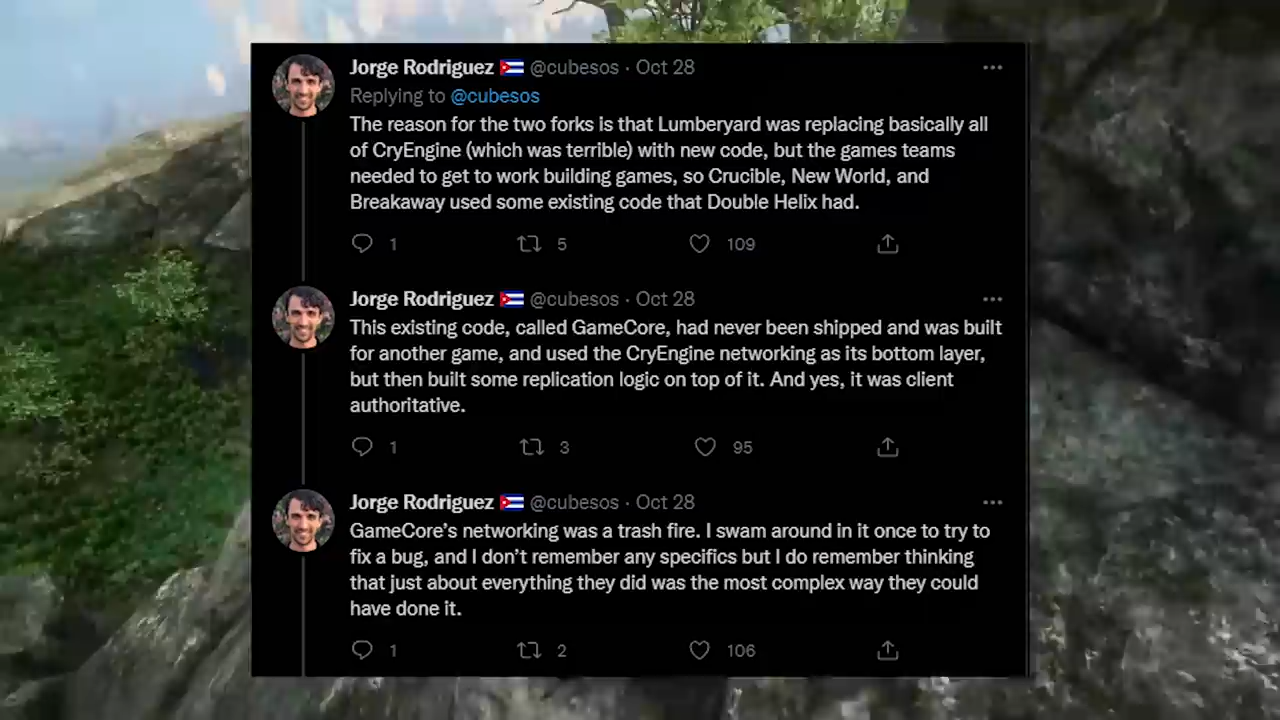 Jorge Rodriguez 🇨🇺 @cubesos · Oct 28
Replying to @cubesos
The reason for the two forks is that Lumberyard was replacing basically all
of CryEngine (which was terrible) with new code, but the games teams
needed to get to work building games, so Crucible, New World, and
Breakaway used some existing code that Double Helix had.
1 5 109
Jorge Rodriguez 🇨🇺 @cubesos · Oct 28
This existing code, called GameCore, had never been shipped and was built
for another game, and used the CryEngine networking as its bottom layer,
but then built some replication logic on top of it. And yes, it was client
authoritative.
1 3 95
Jorge Rodriguez 🇨🇺 @cubesos · Oct 28
GameCore’s networking was a trash fire. I swam around in it once to try to
fix a bug, and I don’t remember any specifics but I do remember thinking
that just about everything they did was the most complex way they could
have done it.
1 2 106